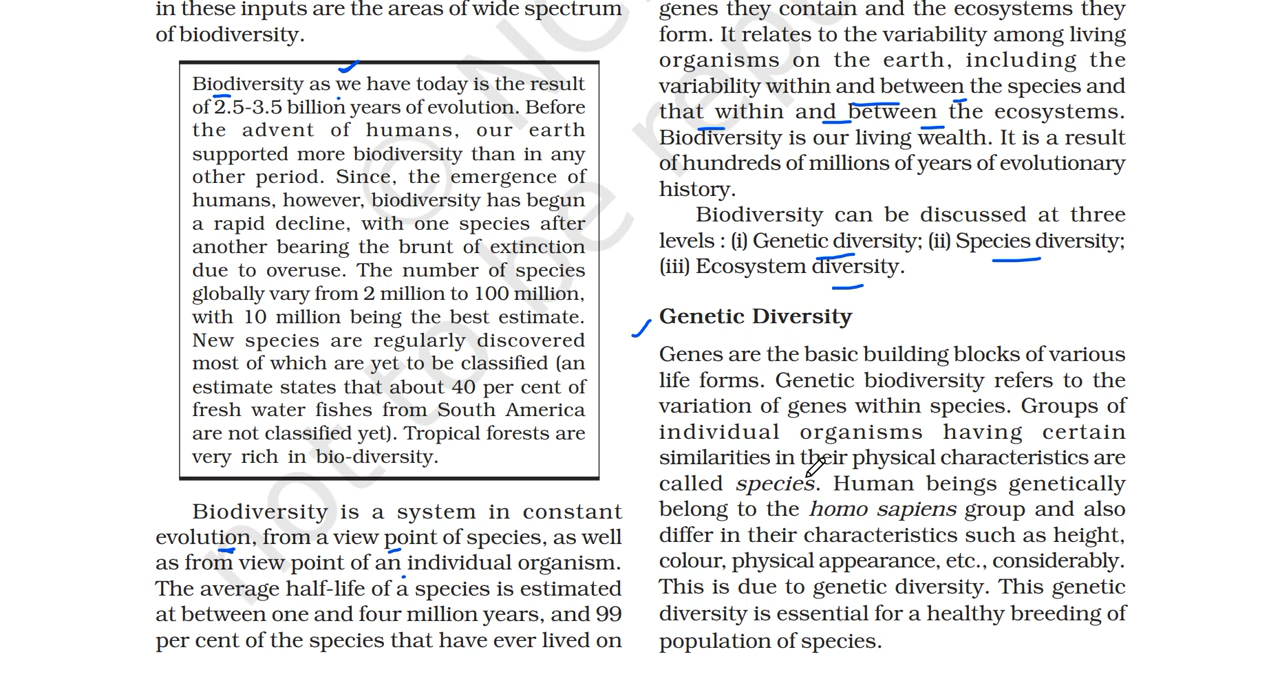 in these inputs are the areas of wide spectrum
of biodiversity.
Biodiversity as we have today is the result
of 2.5-3.5 billion years of evolution. Before
the advent of humans, our earth
supported more biodiversity than in any
other period. Since, the emergence of
humans, however, biodiversity has begun
a rapid decline, with one species after
another bearing the brunt of extinction
due to overuse. The number of species
globally vary from 2 million to 100 million,
with 10 million being the best estimate.
New species are regularly discovered
most of which are yet to be classified (an
estimate states that about 40 per cent of
fresh water fishes from South America
are not classified yet). Tropical forests are
very rich in bio-diversity.
Biodiversity is a system in constant
evolution, from a view point of species, as well
as from view point of an individual organism.
The average half-life of a species is estimated
at between one and four million years, and 99
per cent of the species that have ever lived on
genes they contain and the ecosystems they
form. It relates to the variability among living
organisms on the earth, including the
variability within and between the species and
that within and between the ecosystems.
Biodiversity is our living wealth. It is a result
of hundreds of millions of years of evolutionary
history.
Biodiversity can be discussed at three
levels : (i) Genetic diversity; (ii) Species diversity;
(iii) Ecosystem diversity.
Genetic Diversity
Genes are the basic building blocks of various
life forms. Genetic biodiversity refers to the
variation of genes within species. Groups of
individual organisms having certain
similarities in their physical characteristics are
called species. Human beings genetically
belong to the homo sapiens group and also
differ in their characteristics such as height,
colour, physical appearance, etc., considerably.
This is due to genetic diversity. This genetic
diversity is essential for a healthy breeding of
population of species.
© NC
not to be rep